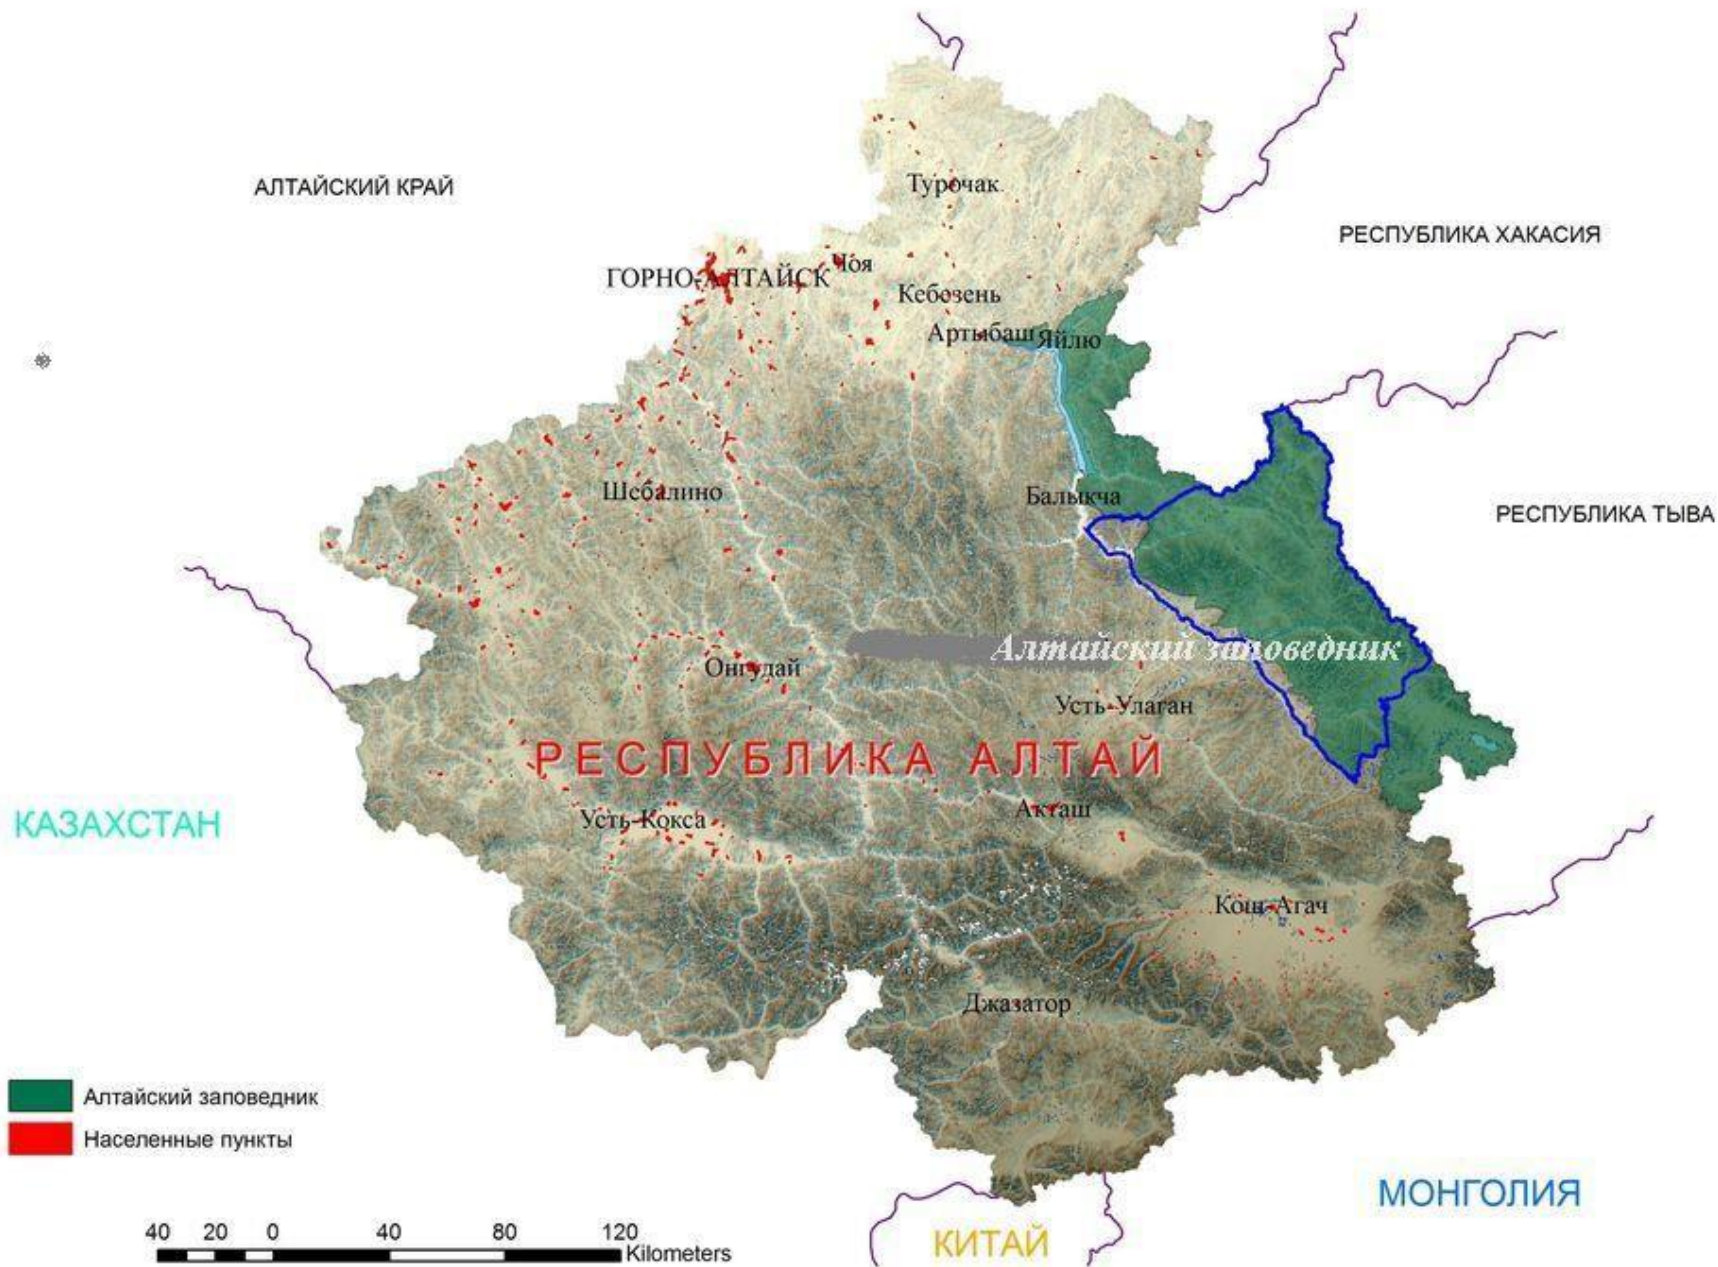 АЛТАЙСКИЙ КРАЙ
Турочак
РЕСПУБЛИКА ХАКАСИЯ
ГОРНО-АЛТАЙСК
Чоя
Кебезень
Артыбаш
Яйлю
Шебалино
Балыкча
РЕСПУБЛИКА ТЫВА
Алтайский заповедник
Онгудай
Усть-Улаган
РЕСПУБЛИКА АЛТАЙ
КАЗАХСТАН
Усть-Кокса
Акташ
Кош-Агач
Джазатор
Алтайский заповедник
Населенные пункты
МОНГОЛИЯ
КИТАЙ
40 20 0 40 80 120
Kilometers